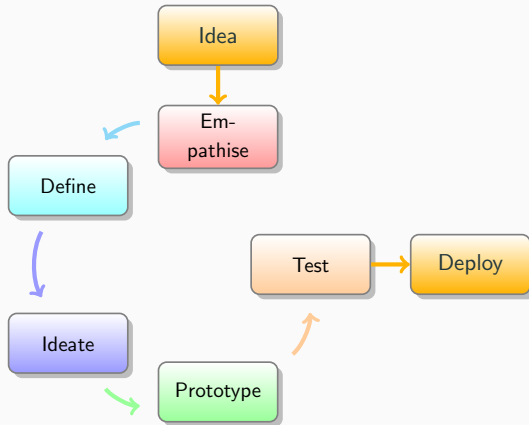 Idea
Em-
pathise
Define
Test
Deploy
Ideate
Prototype